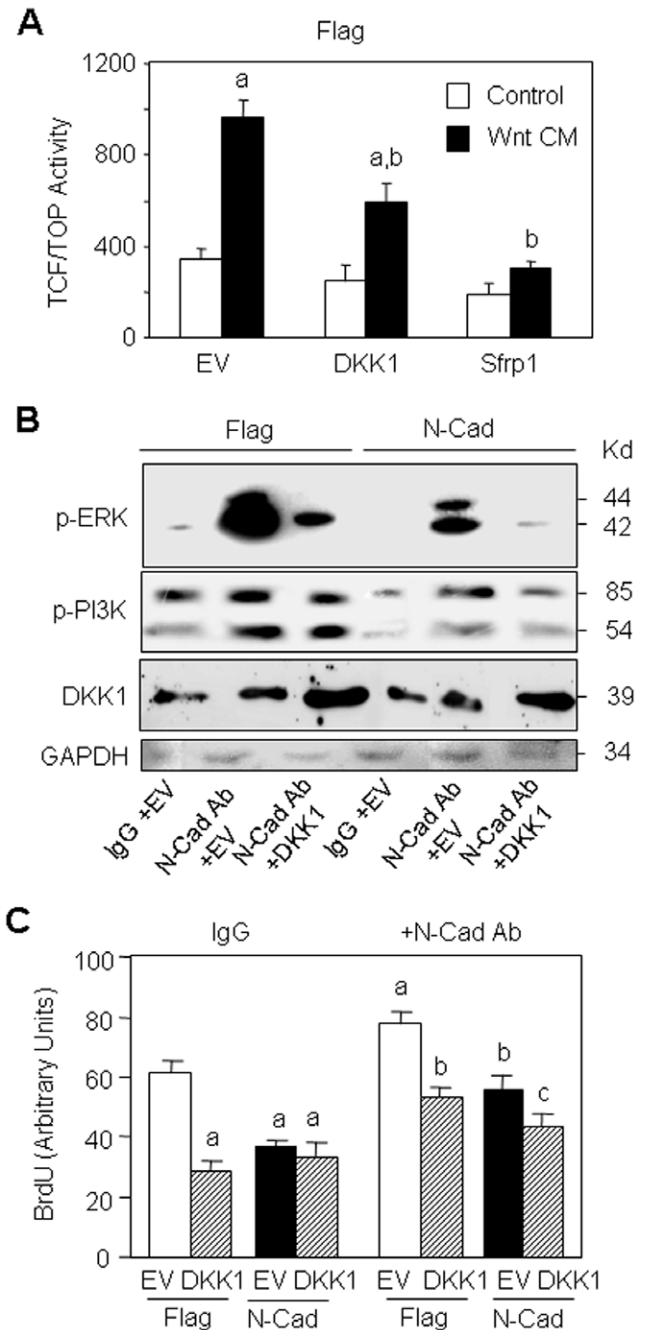 A
Flag
1200
800
400
0
TCF/TOP Activity
a
a,b
b
Control
Wnt CM
EV DKK1 Sfrp1
B
Flag N-Cad
Kd
p-ERK
44
42
p-PI3K
85
54
DKK1
39
GAPDH
34
IgG +EV
N-Cad Ab
+EV
N-Cad Ab
+DKK1
IgG +EV
N-Cad Ab
+EV
N-Cad Ab
+DKK1
C
IgG +N-Cad Ab
100
80
60
40
20
0
BrdU (Arbitrary Units)
a
a
a
a
b
b
c
EV DKK1 EV DKK1 EV DKK1 EV DKK1
Flag N-Cad Flag N-Cad